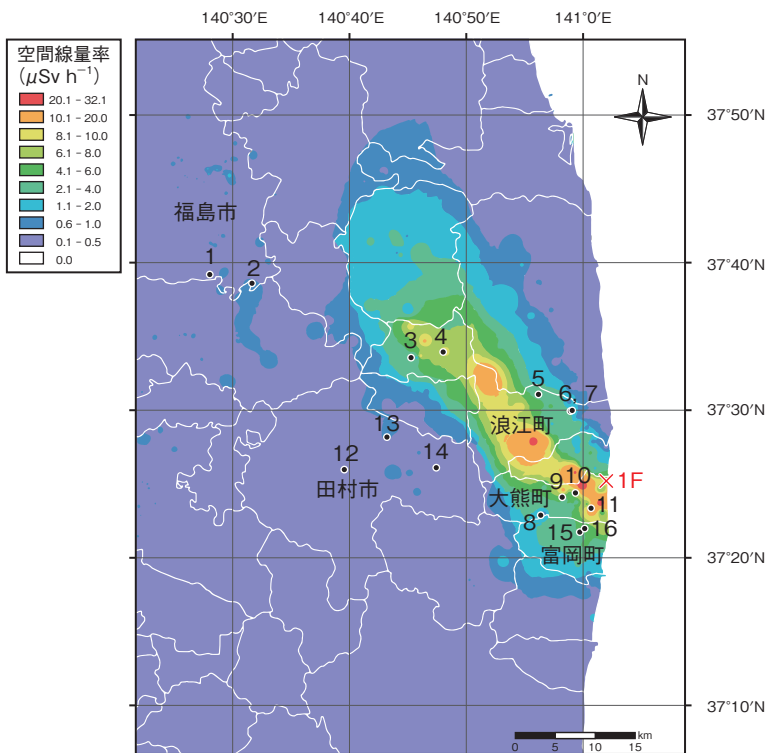 140°30′E 140°40′E 140°50′E 141°0′E
空間線量率
(μSv h⁻¹)
20.1 – 32.1
10.1 – 20.0
8.1 – 10.0
6.1 – 8.0
4.1 – 6.0
2.1 – 4.0
1.1 – 2.0
0.6 – 1.0
0.1 – 0.5
0.0
N
37°50′N
福島市
1
2
37°40′N
3
4
5
6, 7
37°30′N
浪江町
13
12
14
田村市
9
10
1F
大熊町
11
8
15
16
富岡町
37°20′N
37°10′N
km
0 5 10 15